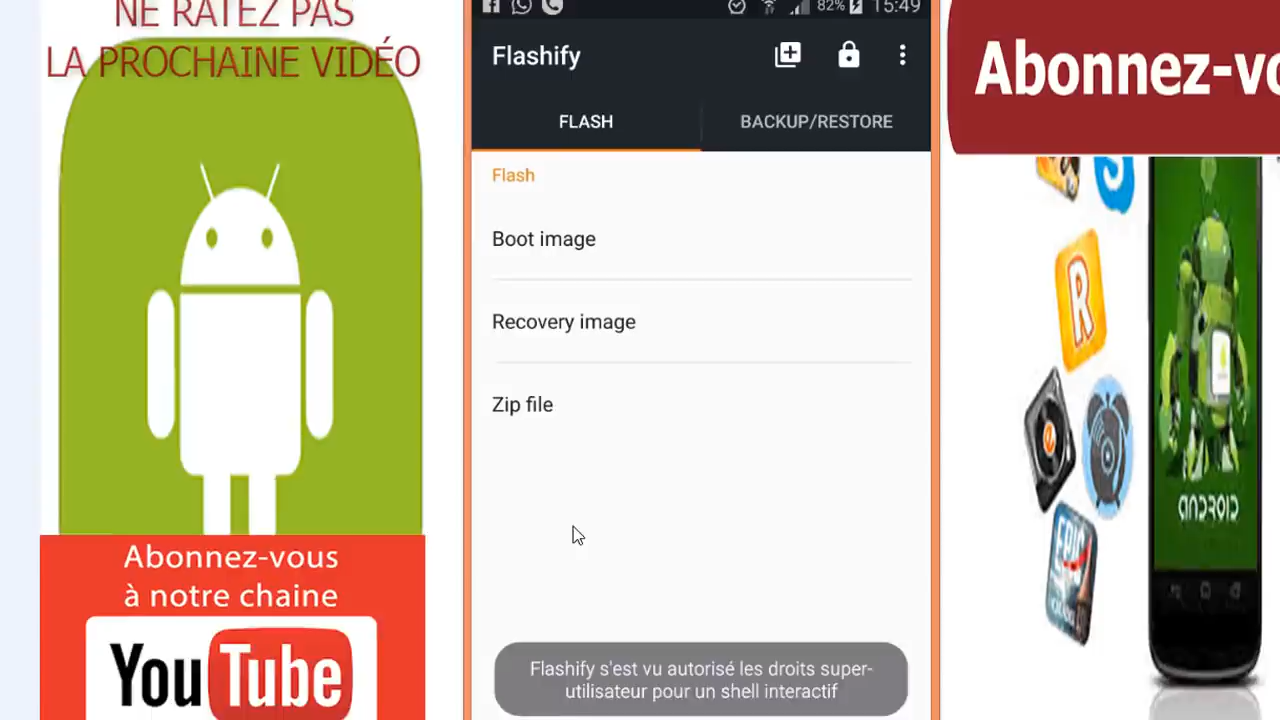 NE RATEZ PAS
LA PROCHAINE VIDÉO
Abonnez-vous
à notre chaine
YouTube
82% 15:49
Flashify
FLASH
BACKUP/RESTORE
Flash
Boot image
Recovery image
Zip file
Flashify s'est vu autorisé les droits super-
utilisateur pour un shell interactif
Abonnez-vo
R
S
e
EPIC
ANDROID